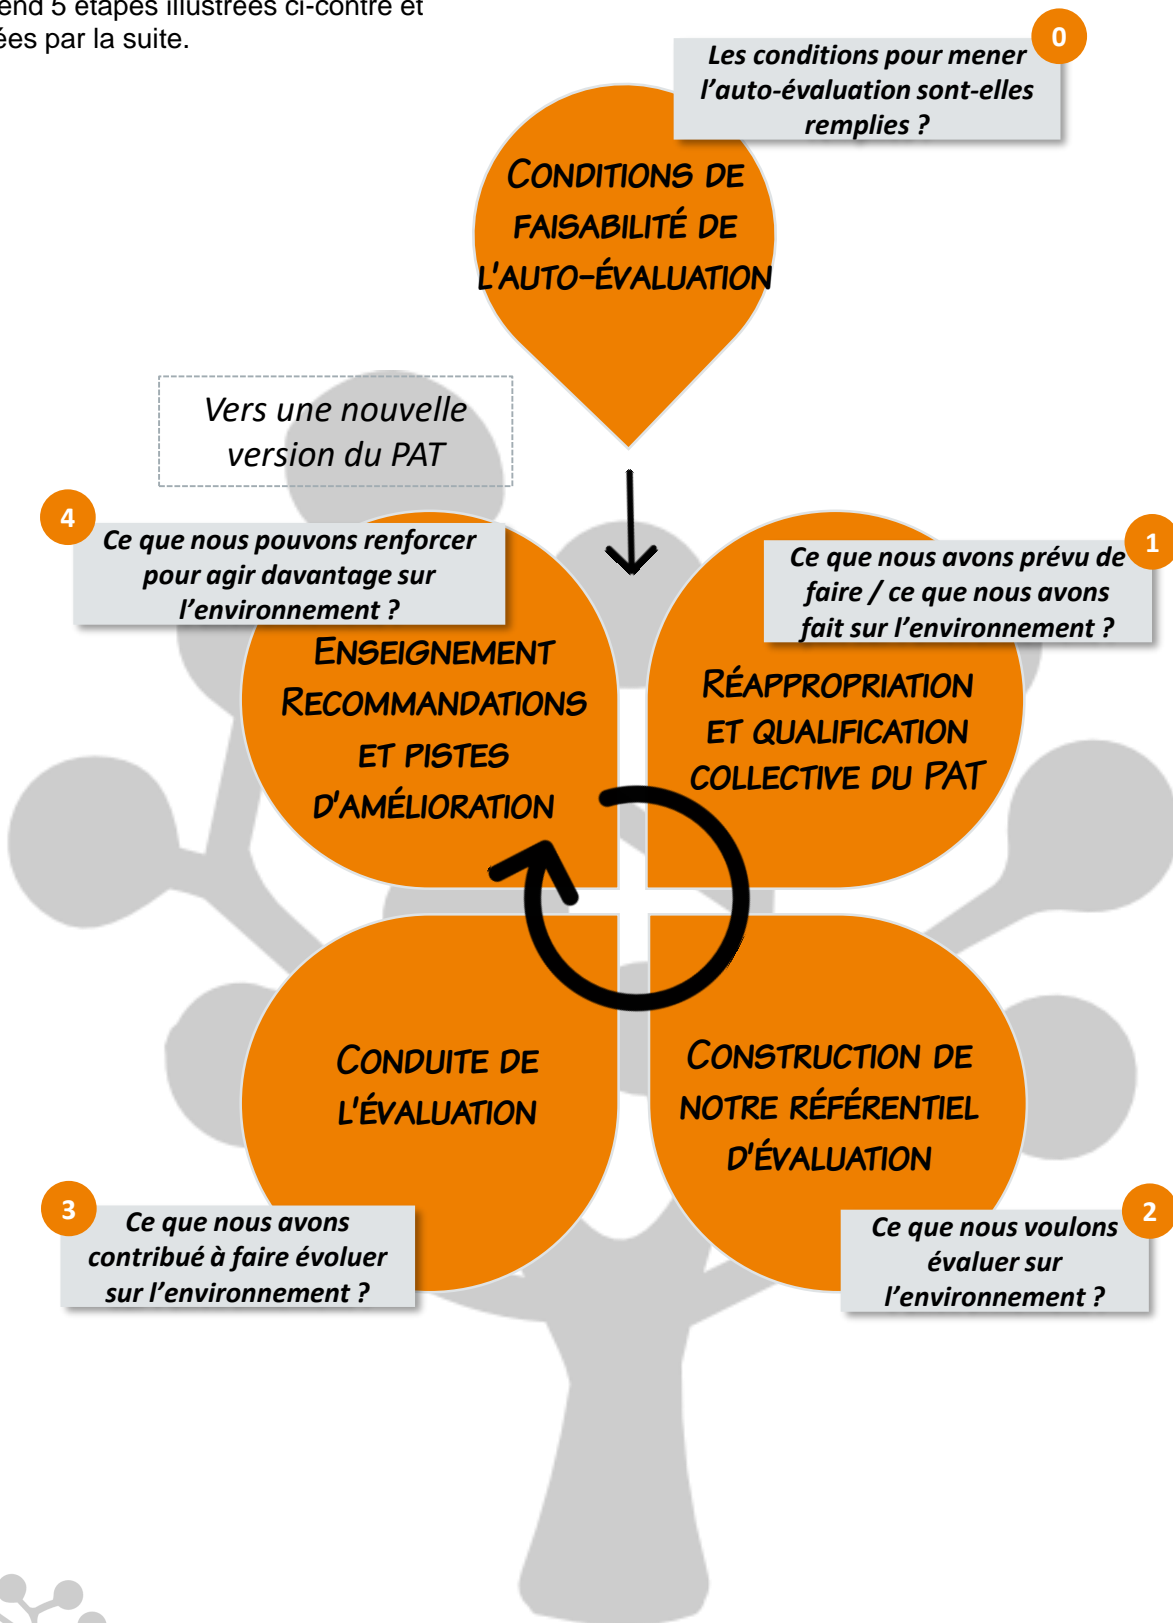 5 étapes illustrées ci-contre et
par la suite.
0
Les conditions pour mener
l’auto-évaluation sont-elles
remplies ?
CONDITIONS DE
FAISABILITÉ DE
L'AUTO-ÉVALUATION
Vers une nouvelle
version du PAT
4
Ce que nous pouvons renforcer
pour agir davantage sur
l’environnement ?
ENSEIGNEMENT
RECOMMANDATIONS
ET PISTES
D'AMÉLIORATION
1
Ce que nous avons prévu de
faire / ce que nous avons
fait sur l’environnement ?
RÉAPPROPRIATION
ET QUALIFICATION
COLLECTIVE DU PAT
CONDUITE DE
L'ÉVALUATION
CONSTRUCTION DE
NOTRE RÉFÉRENTIEL
D'ÉVALUATION
3
Ce que nous avons
contribué à faire évoluer
sur l’environnement ?
2
Ce que nous voulons
évaluer sur
l’environnement ?